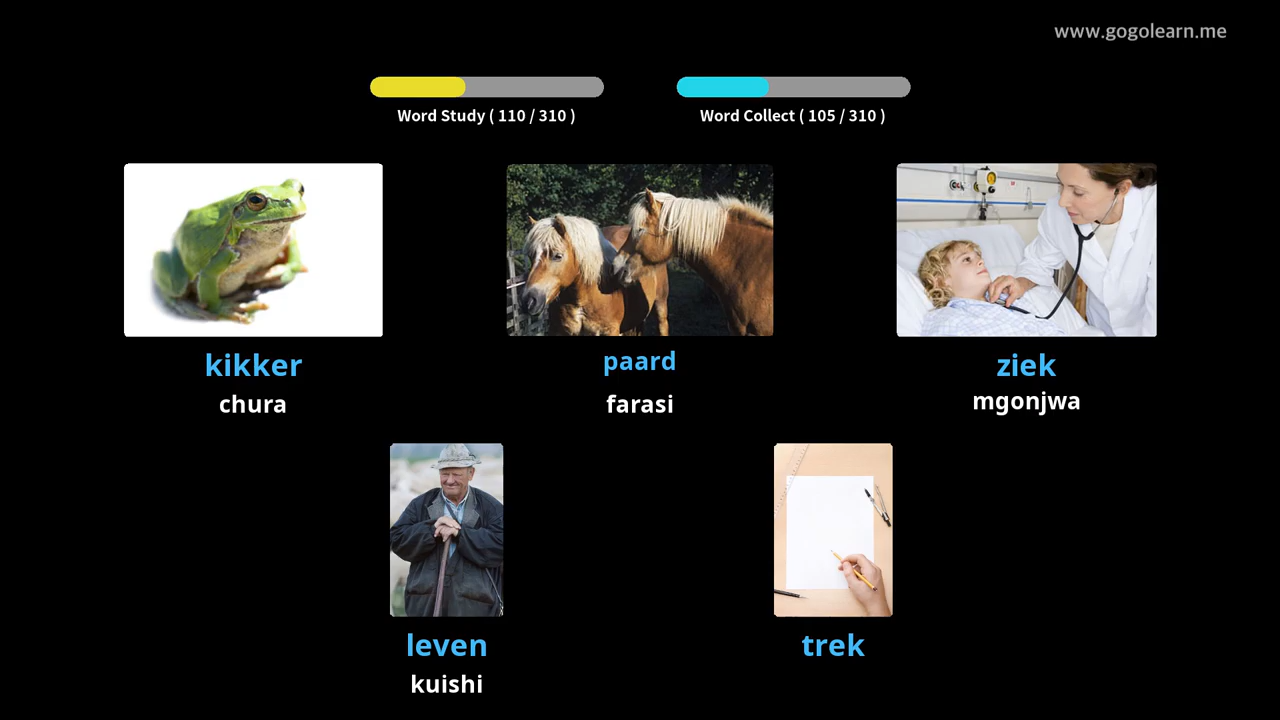 www.gogolearn.me
Word Study ( 110 / 310 )
Word Collect ( 105 / 310 )
kikker
chura
paard
farasi
ziek
mgonjwa
leven
kuishi
trek